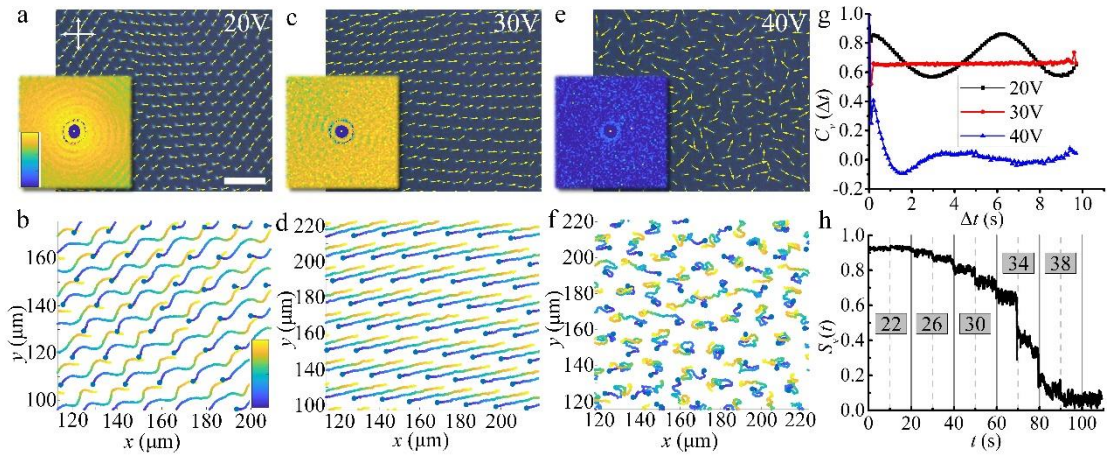 a 20V
c 30V
e 40V
g
C_v (Δt)
1.0
0.8
0.6
0.4
0.2
0.0
-0.2
20V
30V
40V
0 2 4 6 8 10
Δt (s)
b
y (μm)
160
140
120
100
120 140 160 180 200
x (μm)
d
y (μm)
220
200
180
160
140
120
100
120 140 160 180 200
x (μm)
f
y (μm)
220
200
180
160
140
120
120 140 160 180 200 220
x (μm)
h
S_v(t)
1.0
0.8
0.6
0.4
0.2
0.0
22 26 30 34 38
0 20 40 60 80 100
t (s)